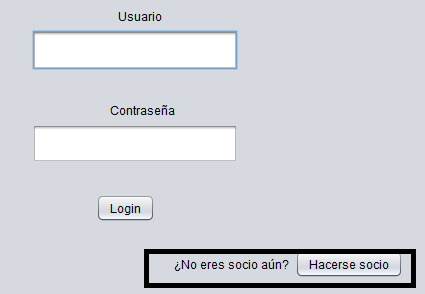 Usuario
Contraseña
Login
¿No eres socio aún? Hacerse socio